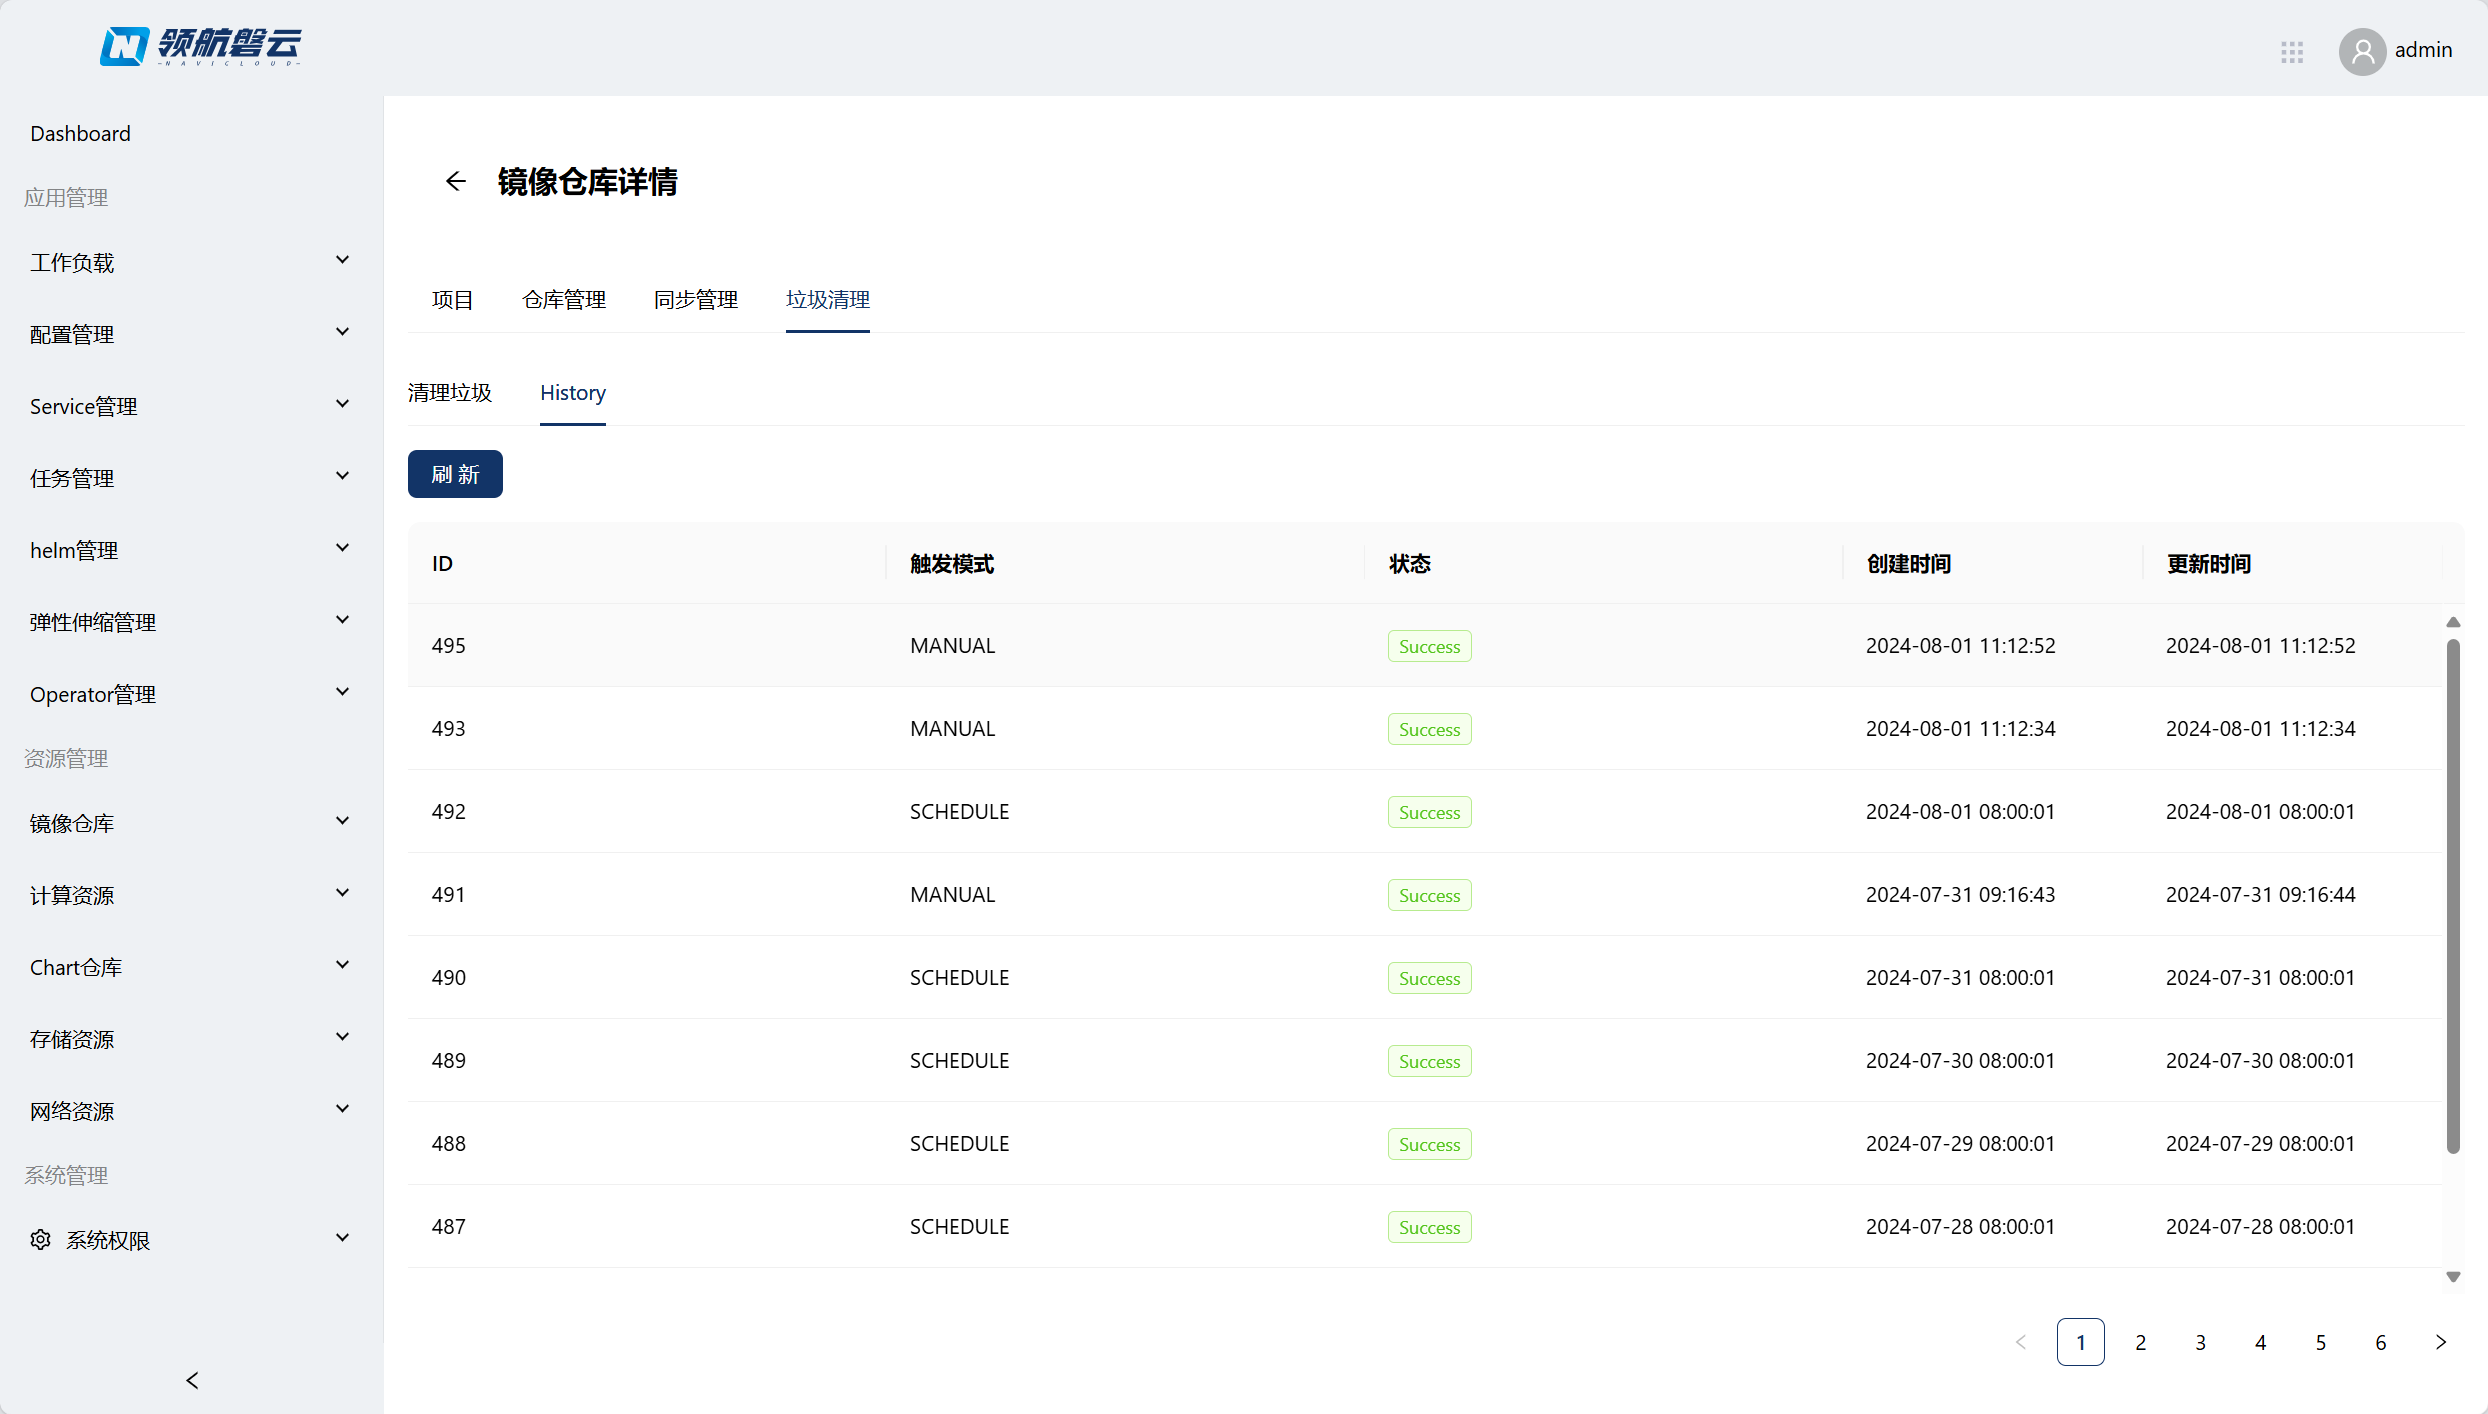 领航磐云
-NAVICLOUD-
admin
Dashboard
应用管理
工作负载
配置管理
Service管理
任务管理
helm管理
弹性伸缩管理
Operator管理
资源管理
镜像仓库
计算资源
Chart仓库
存储资源
网络资源
系统管理
系统权限
镜像仓库详情
项目 仓库管理 同步管理 垃圾清理
清理垃圾 History
刷 新
ID 触发模式 状态 创建时间 更新时间
495 MANUAL Success 2024-08-01 11:12:52 2024-08-01 11:12:52
493 MANUAL Success 2024-08-01 11:12:34 2024-08-01 11:12:34
492 SCHEDULE Success 2024-08-01 08:00:01 2024-08-01 08:00:01
491 MANUAL Success 2024-07-31 09:16:43 2024-07-31 09:16:44
490 SCHEDULE Success 2024-07-31 08:00:01 2024-07-31 08:00:01
489 SCHEDULE Success 2024-07-30 08:00:01 2024-07-30 08:00:01
488 SCHEDULE Success 2024-07-29 08:00:01 2024-07-29 08:00:01
487 SCHEDULE Success 2024-07-28 08:00:01 2024-07-28 08:00:01
1 2 3 4 5 6